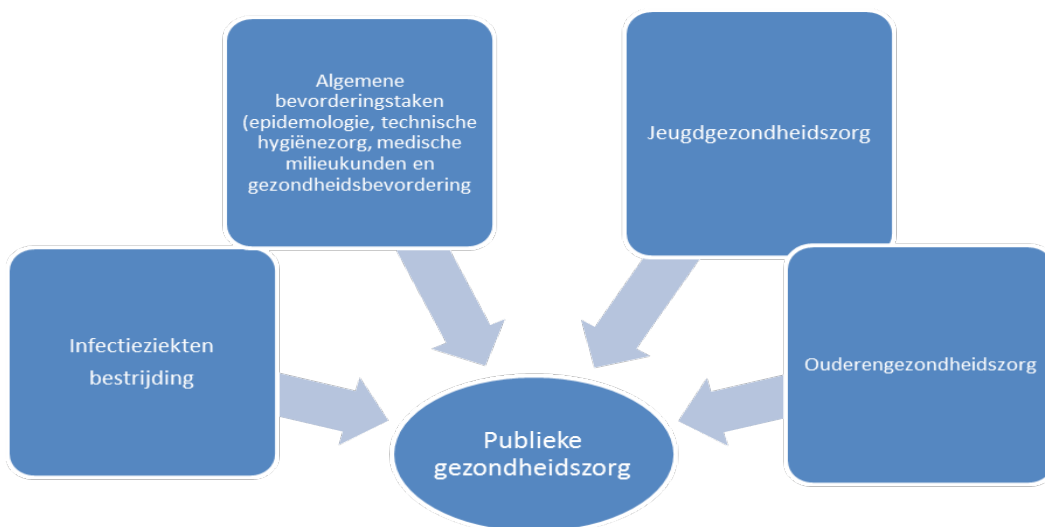 Algemene
bevorderingstaken
(epidemologie, technische
hygiënezorg, medische
milieukunden en
gezondheidsbevordering
Jeugdgezondheidszorg
Infectieziekten
bestrijding
Ouderengezondheidszorg
Publieke
gezondheidszorg